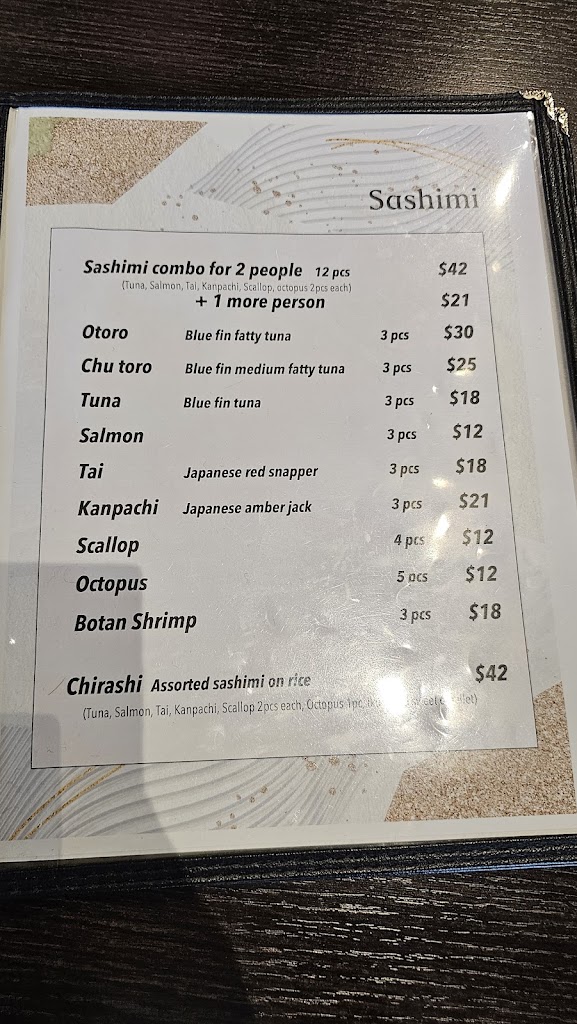 Sashimi
Sashimi combo for 2 people 12 pcs $42
(Tuna, Salmon, Tai, Kanpachi, Scallop, octopus 2pcs each)
+ 1 more person $21
Otoro Blue fin fatty tuna 3 pcs $30
Chu toro Blue fin medium fatty tuna 3 pcs $25
Tuna Blue fin tuna 3 pcs $18
Salmon 3 pcs $12
Tai Japanese red snapper 3 pcs $18
Kanpachi Japanese amber jack 3 pcs $21
Scallop 4 pcs $12
Octopus 5 pcs $12
Botan Shrimp 3 pcs $18
Chirashi Assorted sashimi on rice $42
(Tuna, Salmon, Tai, Kanpachi, Scallop 2pcs each, Octopus 1pc,